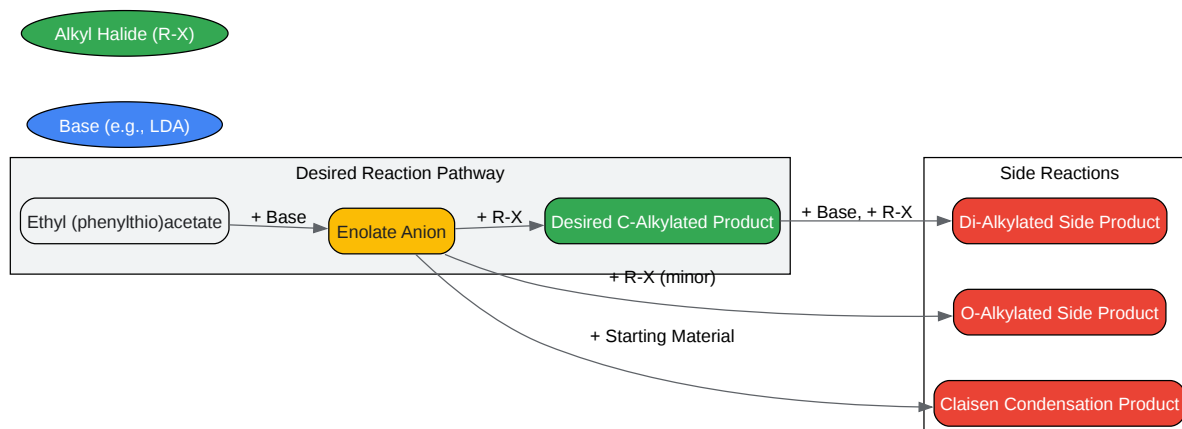 Alkyl Halide (R-X)
Base (e.g., LDA)
Desired Reaction Pathway
Side Reactions
Ethyl (phenylthio)acetate
+ Base
Enolate Anion
+ R-X
Desired C-Alkylated Product
+ Base, + R-X
Di-Alkylated Side Product
+ R-X (minor)
O-Alkylated Side Product
+ Starting Material
Claisen Condensation Product